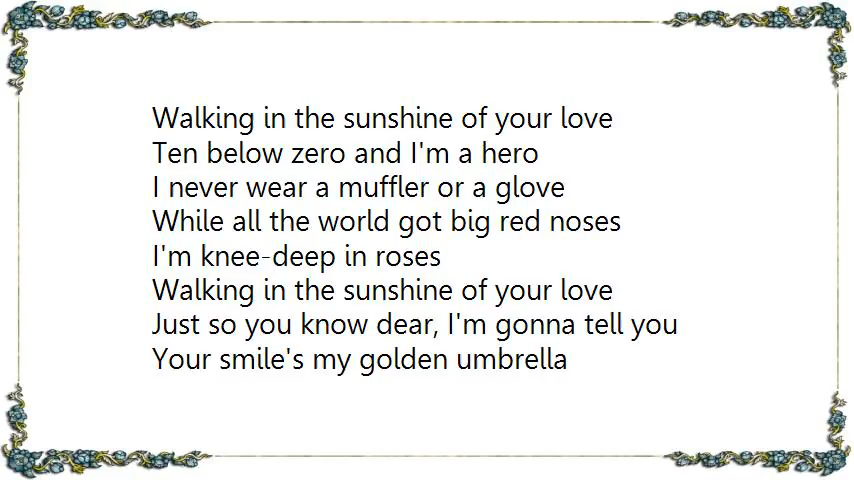 Walking in the sunshine of your love
Ten below zero and I'm a hero
I never wear a muffler or a glove
While all the world got big red noses
I'm knee-deep in roses
Walking in the sunshine of your love
Just so you know dear, I'm gonna tell you
Your smile's my golden umbrella